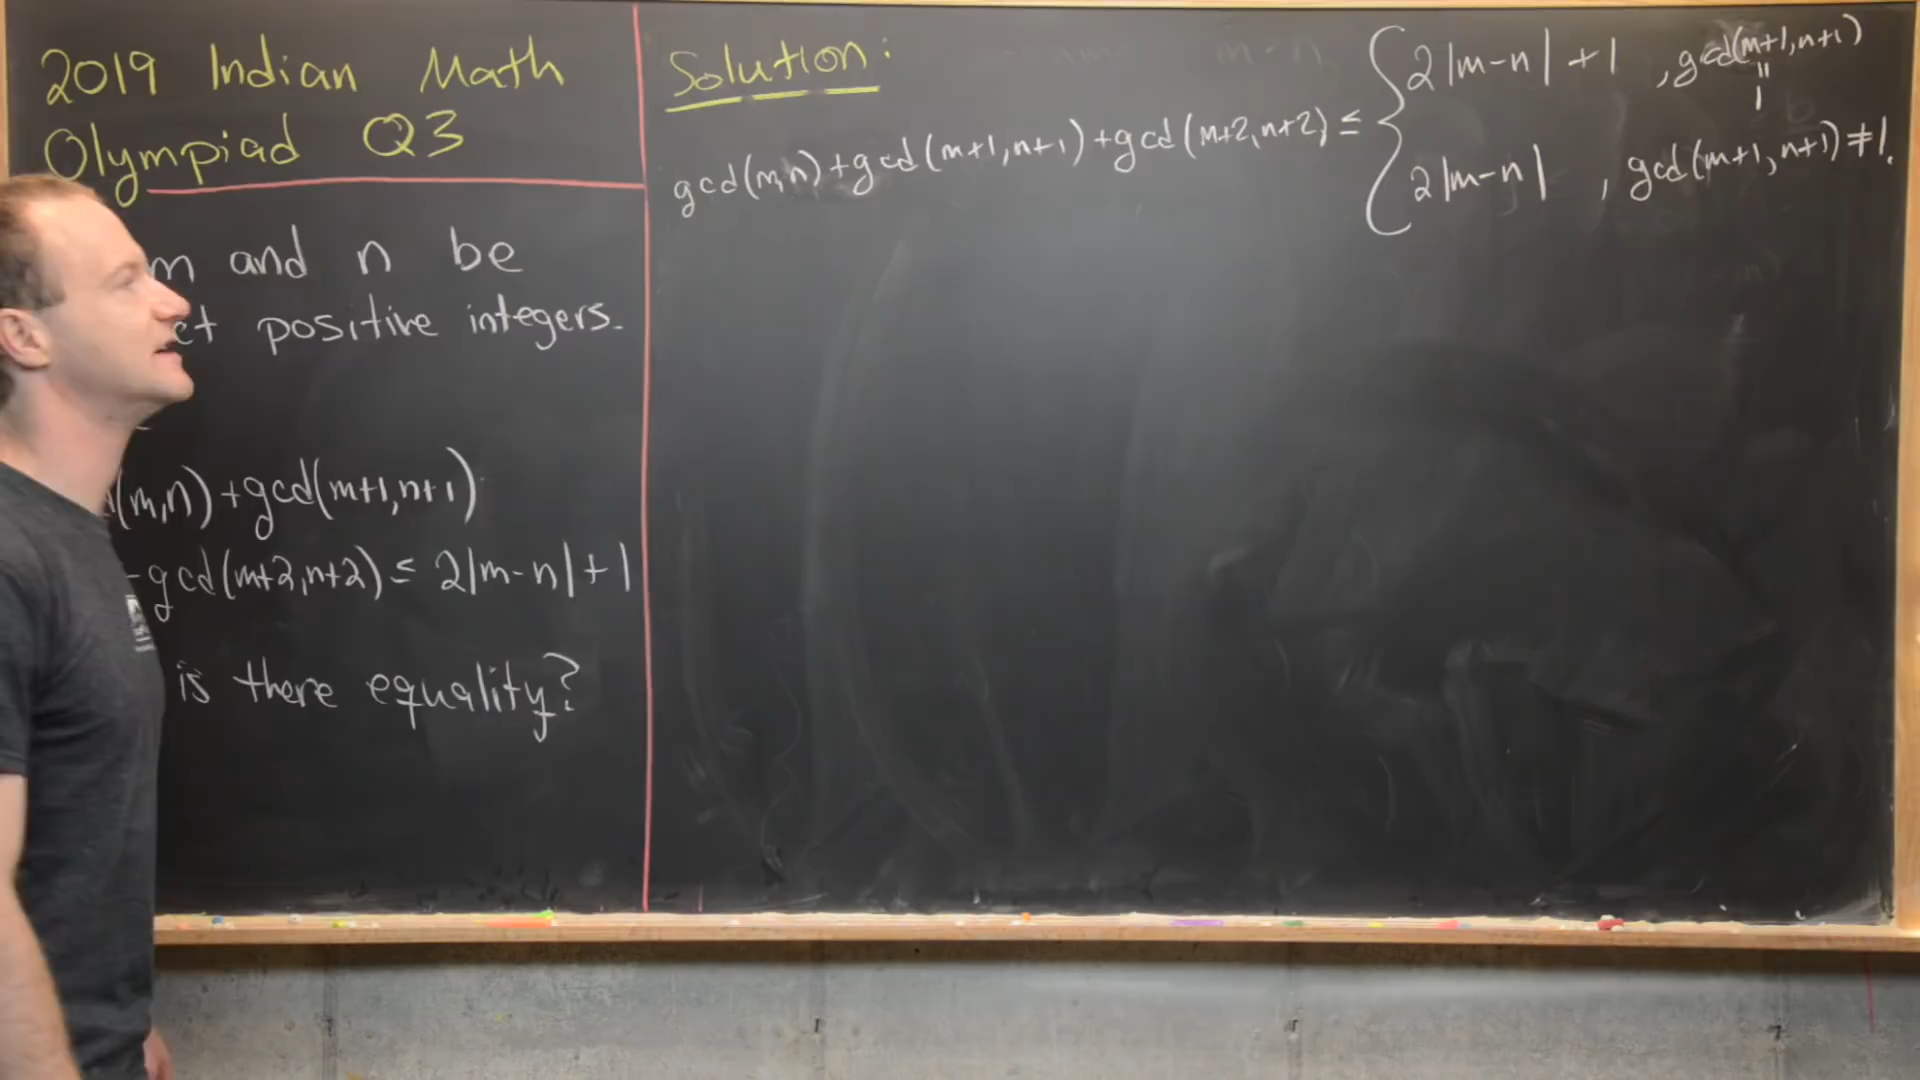 2019 Indian Math
Olympiad Q3
m and n be
et positive integers.
(m,n)+gcd(m+1,n+1)
gcd(m+2,n+2) ≤ 2|m-n|+1
is there equality?
Solution:
gcd(m,n)+gcd(m+1,n+1)+gcd(m+2,n+2) ≤
2|m-n|+1 , gcd(m+1,n+1)
=
1
2|m-n| , gcd(m+1,n+1)≠1.